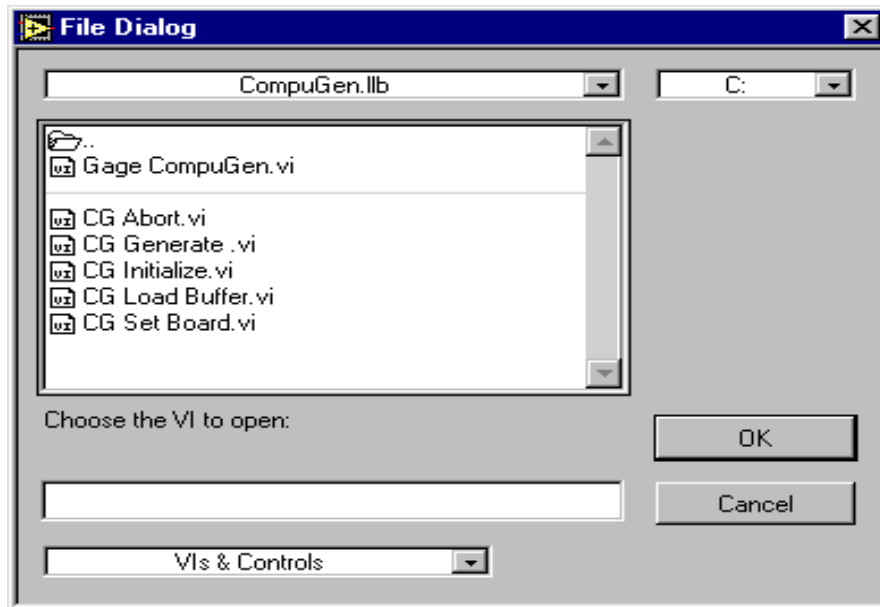 File Dialog
CompuGen.llb
C:
..
Gage CompuGen.vi
CG Abort.vi
CG Generate .vi
CG Initialize.vi
CG Load Buffer.vi
CG Set Board.vi
Choose the VI to open:
OK
Cancel
VIs & Controls